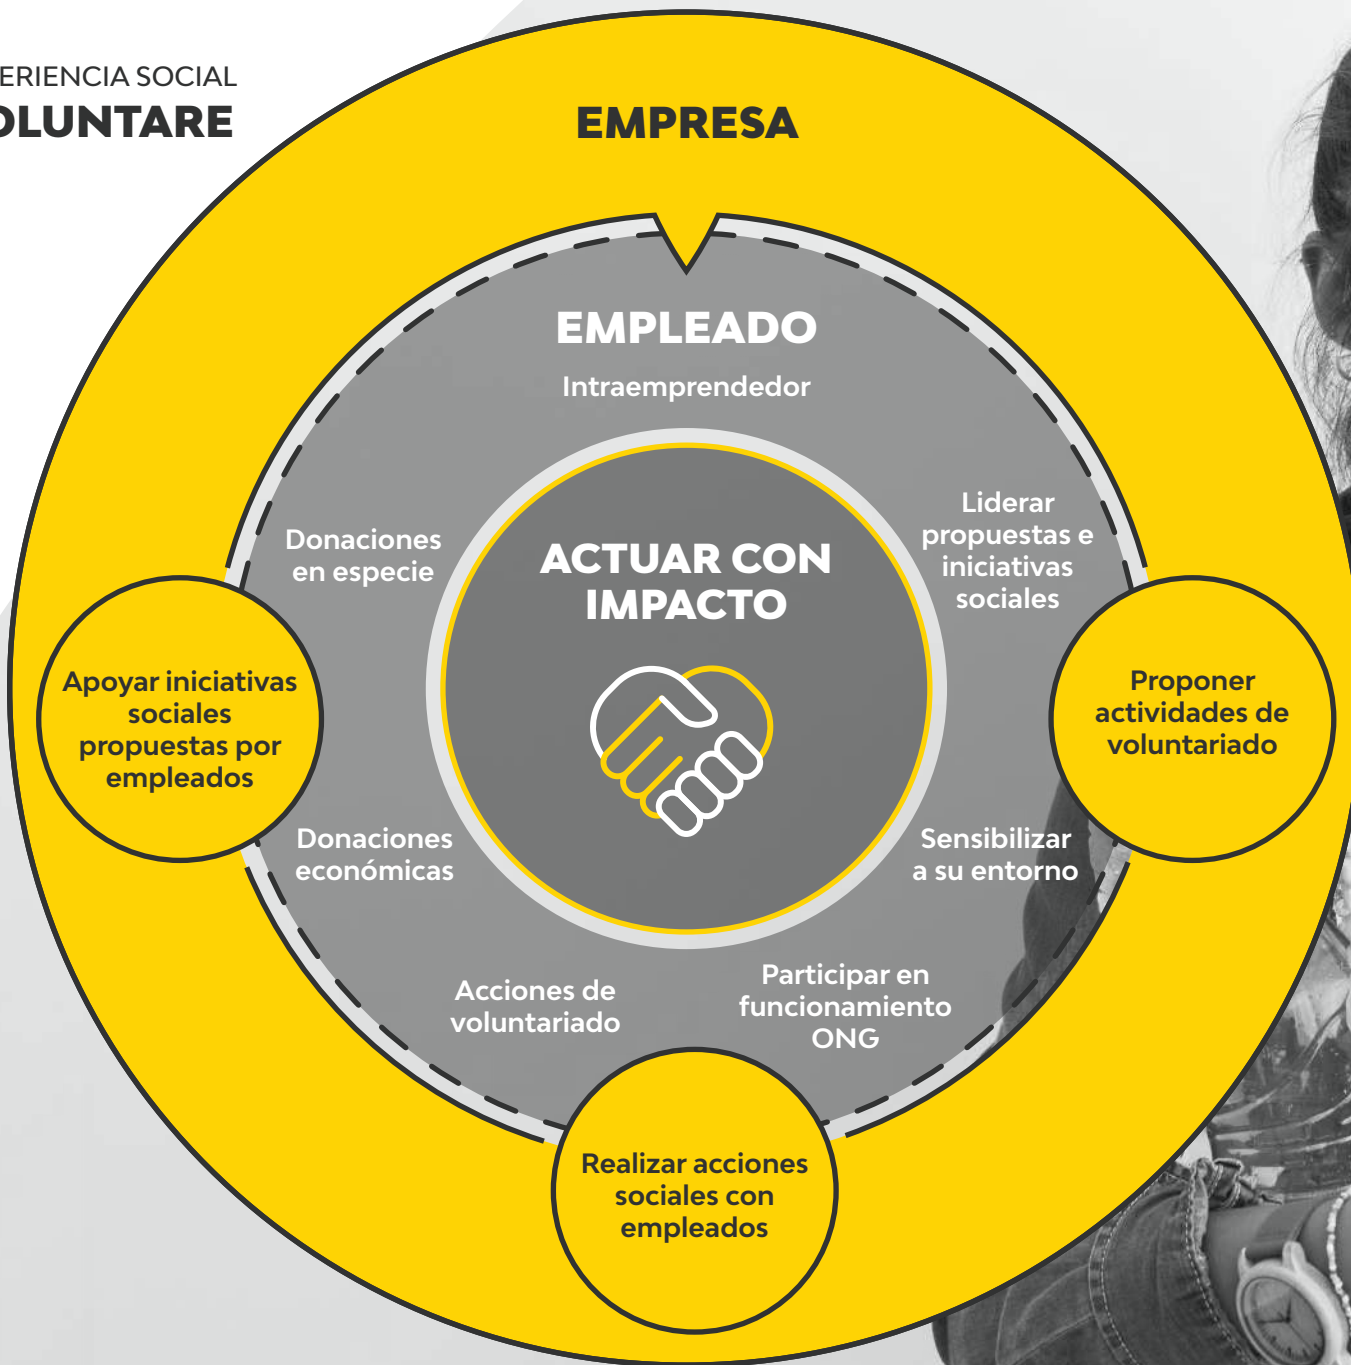 ERIENCIA SOCIAL
OLUNTARE
EMPRESA
EMPLEADO
Intraemprendedor
Donaciones
en especie
ACTUAR CON
IMPACTO
Liderar
propuestas e
iniciativas
sociales
Apoyar iniciativas
sociales
propuestas por
empleados
Proponer
actividades de
voluntariado
Donaciones
económicas
Sensibilizar
a su entorno
Acciones de
voluntariado
Participar en
funcionamiento
ONG
Realizar acciones
sociales con
empleados